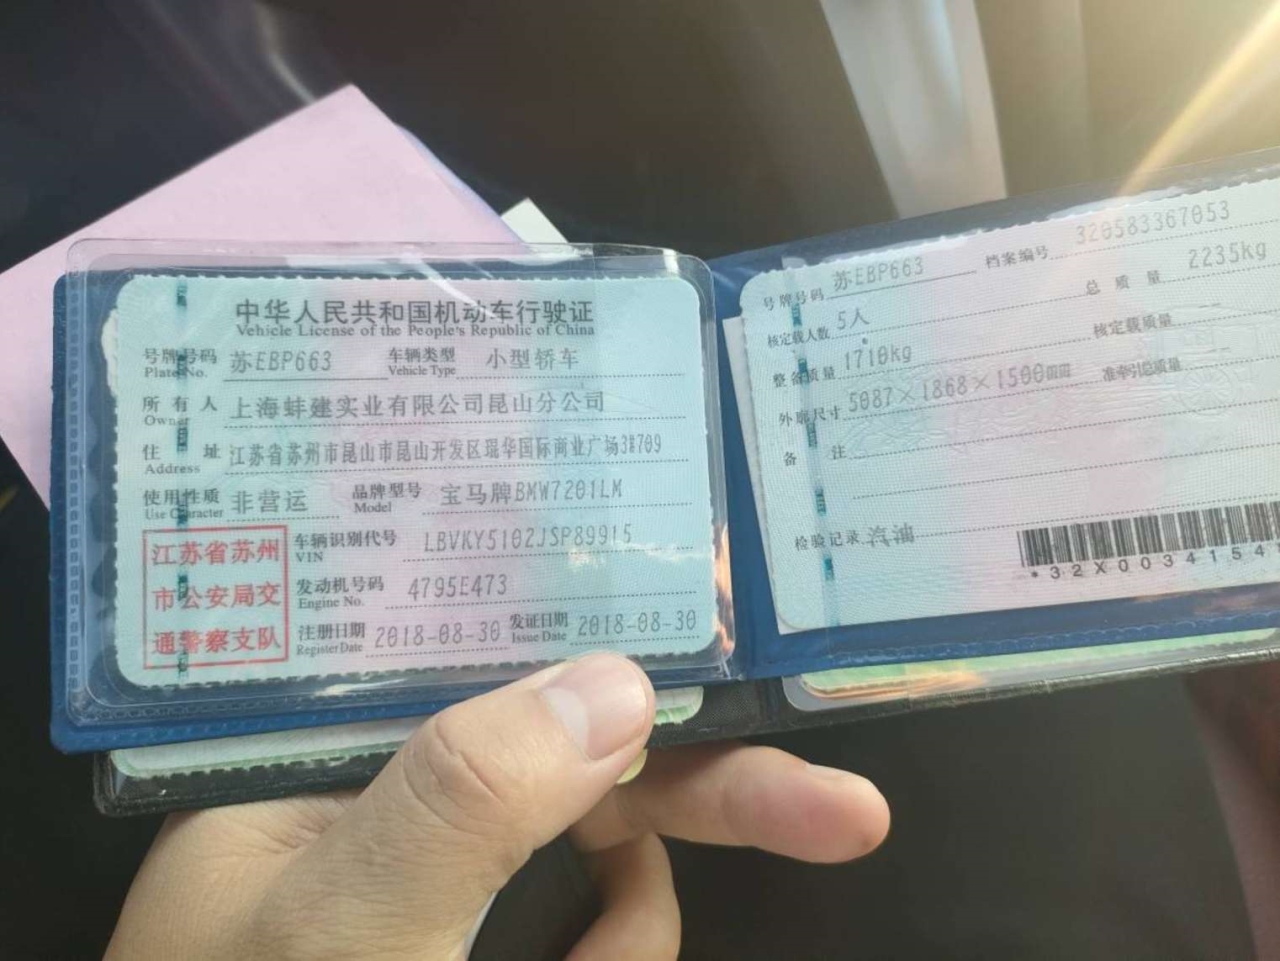 中华人民共和国机动车行驶证
Vehicle License of the People's Republic of China
号牌号码 苏EBP663 车辆类型 小型轿车
Plate No. Vehicle Type
所有人 上海蚌建实业有限公司昆山分公司
Owner
住址 江苏省苏州市昆山市昆山开发区琨华国际商业广场3#709
Address
使用性质 非营运 品牌型号 宝马牌BMW7201LM
Use Character Model
江苏省苏州
市公安局交
通警察支队
车辆识别代号 LBVKY5102JSP89915
VIN
发动机号码 4795E473
Engine No.
注册日期 2018-08-30 发证日期 2018-08-30
Register Date Issue Date
号牌号码 苏EBP663 档案编号 320583367053
核定载人数 5人 总质量 2235kg
整备质量 1710kg 核定载质量 --
外廓尺寸 5087×1868×1500mm 准牵引总质量 --
备注
检验记录 汽油
*32X0034154